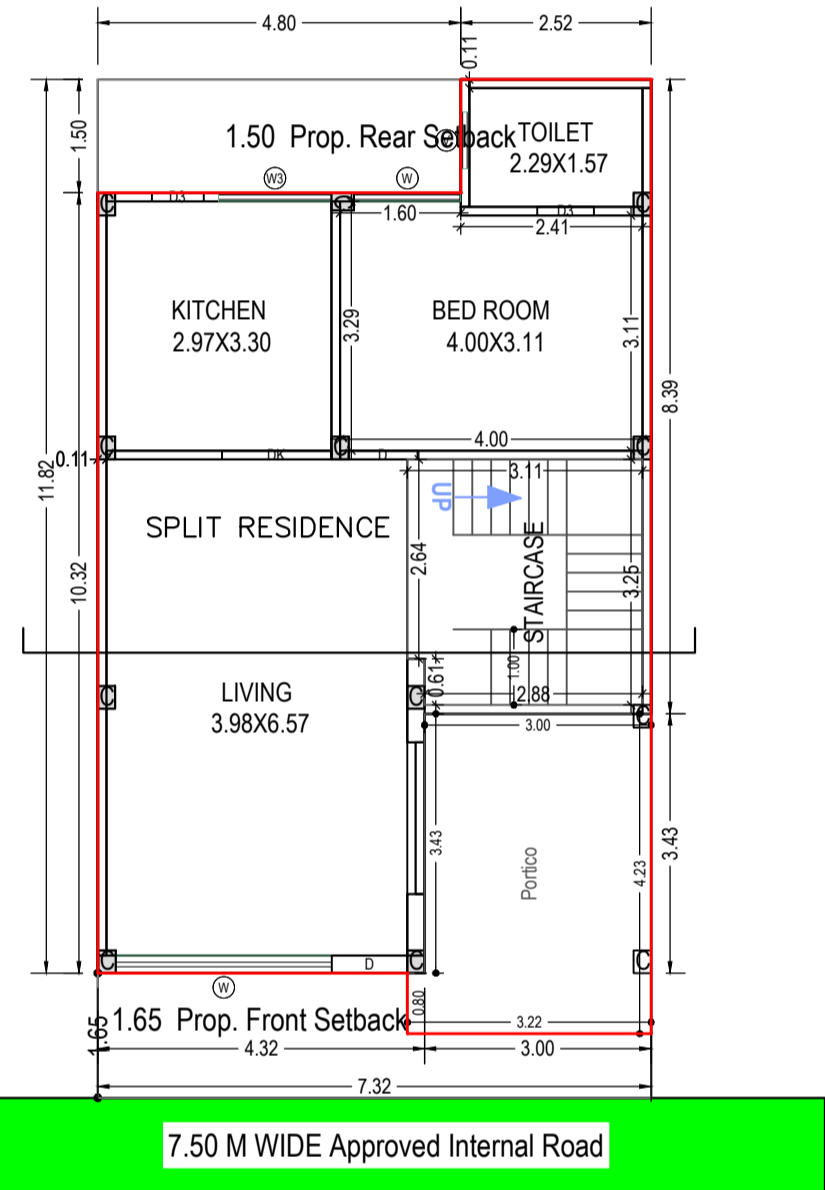 4.80
2.52
0.11
1.50
1.50 Prop. Rear Setback
TOILET
2.29X1.57
W3
W
D3
C
C
1.60
D3
C
2.41
KITCHEN
2.97X3.30
3.29
BED ROOM
4.00X3.11
3.11
8.39
4.00
C
C
C
0.11
DK
D
3.11
11.82
UP
SPLIT RESIDENCE
STAIRCASE
2.64
3.25
10.32
1.00
0.61
LIVING
3.98X6.57
C
C
2.88
C
3.00
3.43
Portico
4.23
3.43
C
D
C
C
W
0.80
1.65
1.65 Prop. Front Setback
3.22
4.32
3.00
7.32
7.50 M WIDE Approved Internal Road